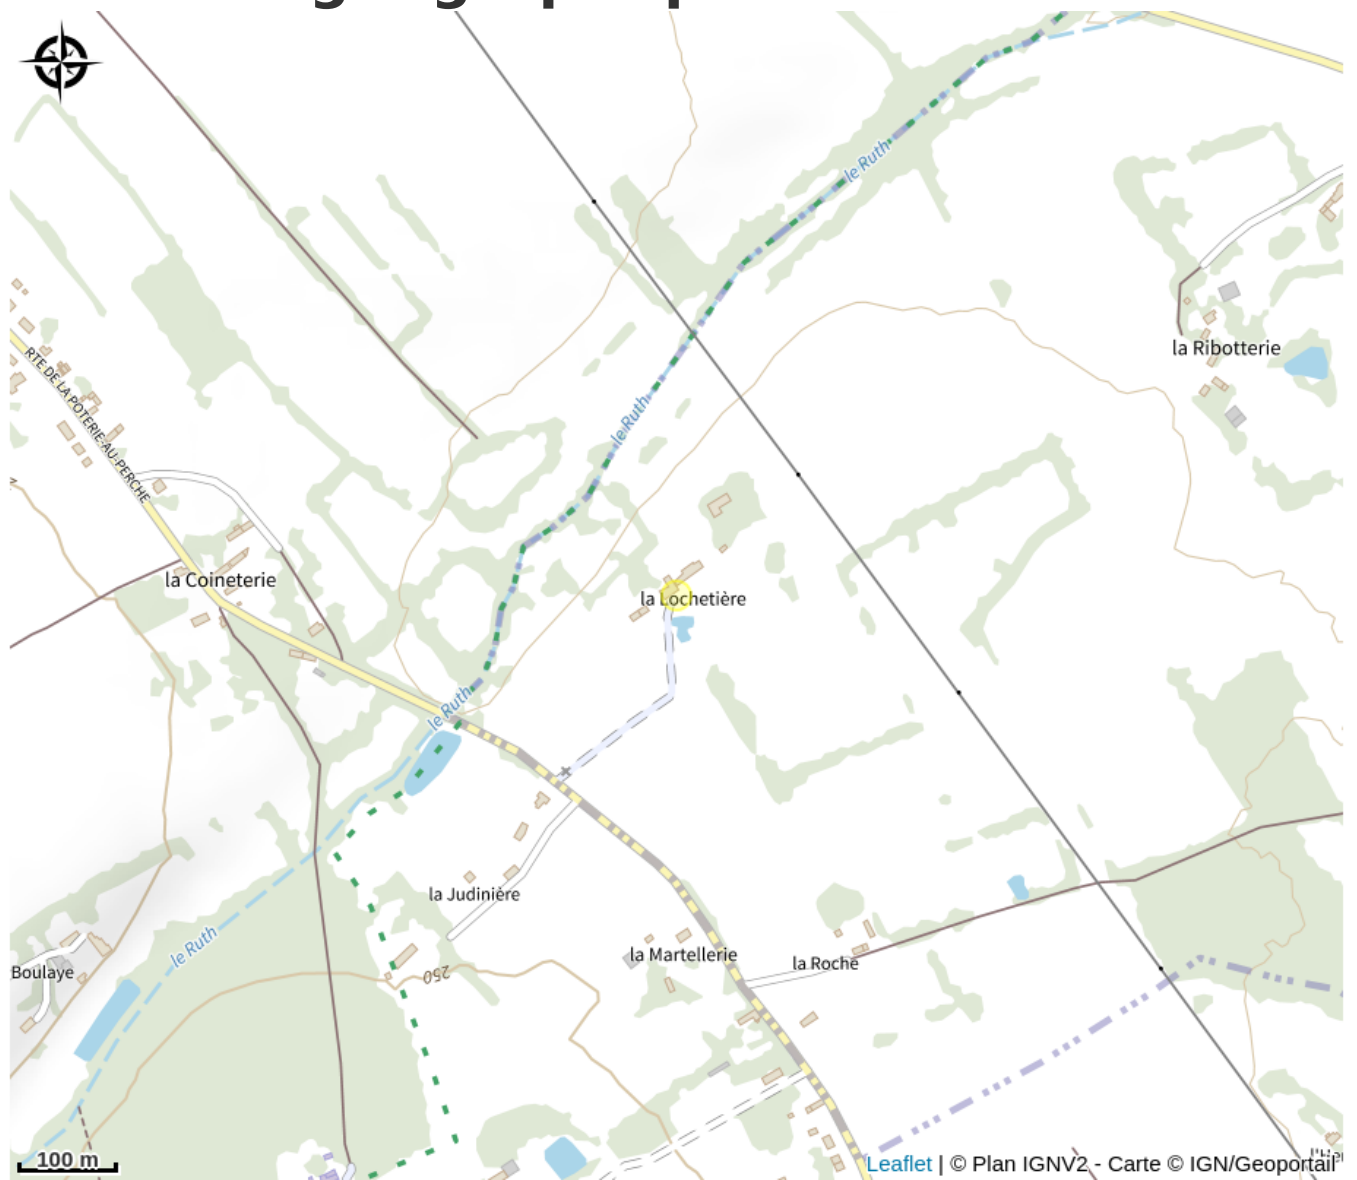 le Ruth
la Ribotterie
RTE DE LA POTERIE-AU-PERCHE
le Ruth
la Coineterie
la Lochetière
le Ruth
la Judinière
le Ruth
la Martellerie
la Roche
250
Boulaye
100 m
Leaflet | © Plan IGNV2 - Carte © IGN/Geoportail